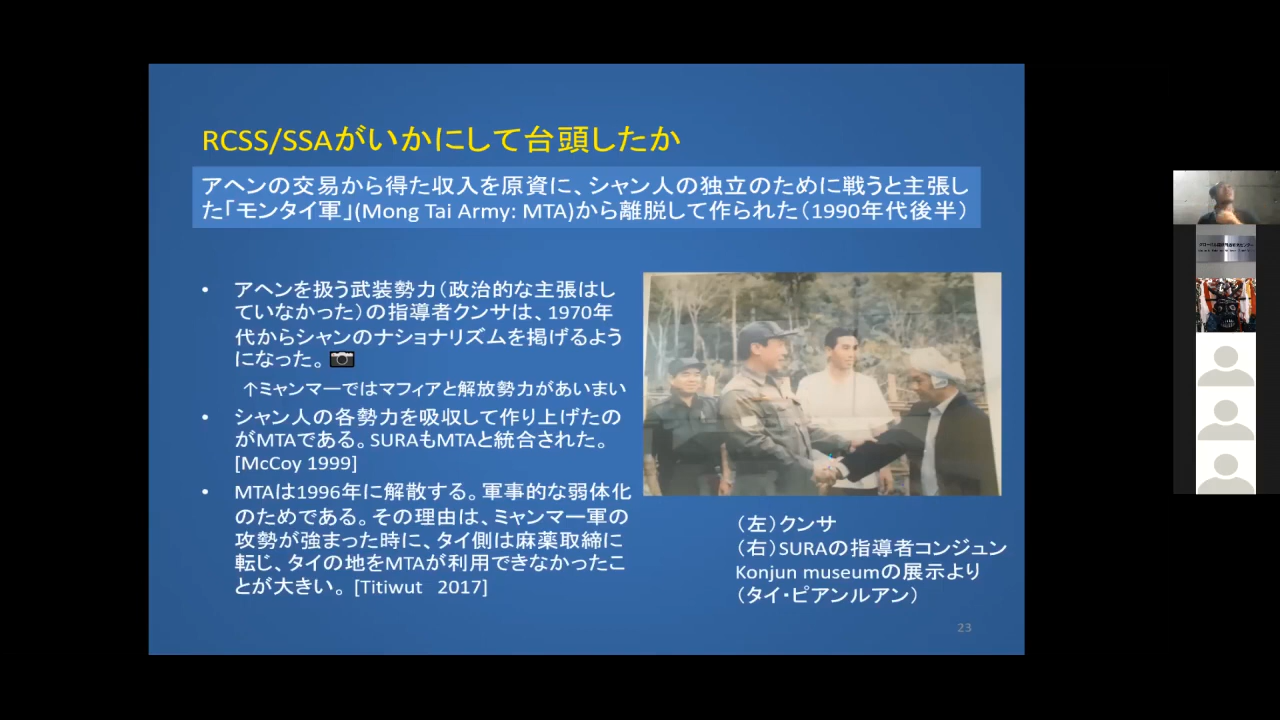 RCSS/SSAがいかにして台頭したか
アヘンの交易から得た収入を原資に、シャン人の独立のために戦うと主張し
た「モンタイ軍」(Mong Tai Army: MTA)から離脱して作られた（1990年代後半）
• アヘンを扱う武装勢力（政治的な主張はし
ていなかった）の指導者クンサは、1970年
代からシャンのナショナリズムを掲げるよう
になった。
↑ミャンマーではマフィアと解放勢力があいまい
• シャン人の各勢力を吸収して作り上げたの
がMTAである。SURAもMTAと統合された。
[McCoy 1999]
• MTAは1996年に解散する。軍事的な弱体化
のためである。その理由は、ミャンマー軍の
攻勢が強まった時に、タイ側は麻薬取締に
転じ、タイの地をMTAが利用できなかったこ
とが大きい。[Titiwut 2017]
（左）クンサ
（右）SURAの指導者コンジュン
Konjun museumの展示より
（タイ・ピアンルアン）
23